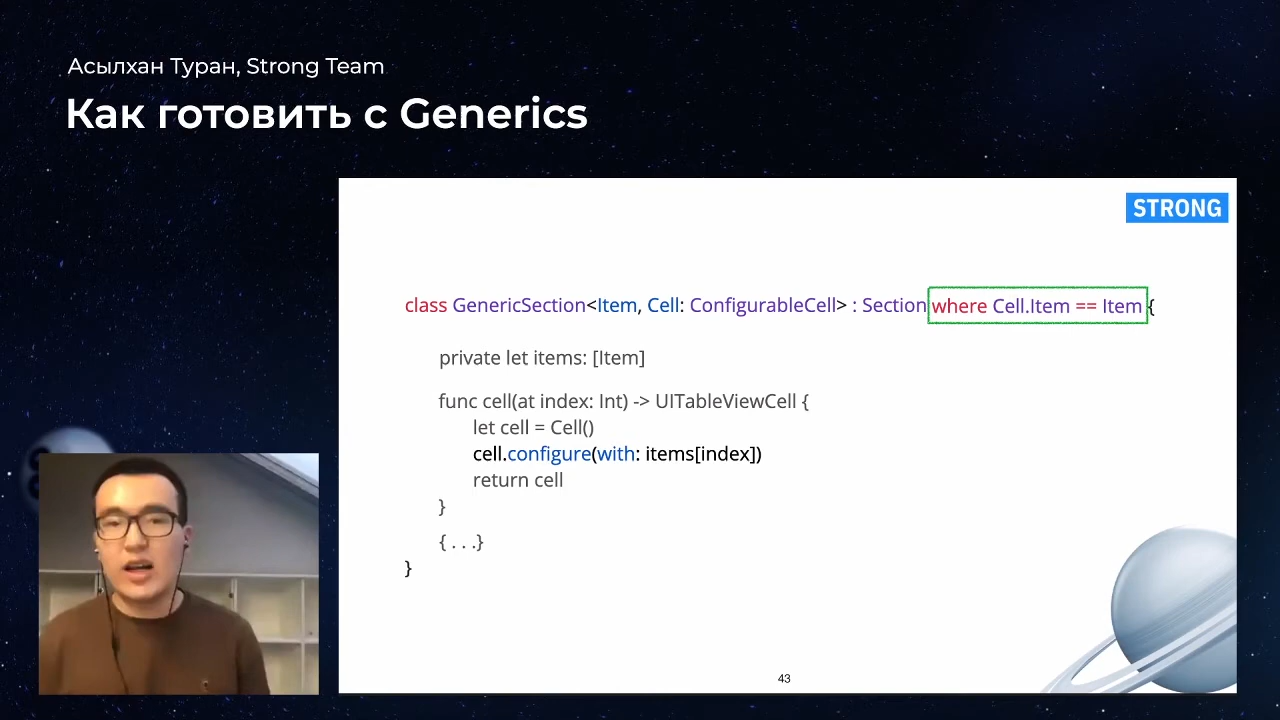 Асылхан Туран, Strong Team
Как готовить с Generics
STRONG
class GenericSection<Item, Cell: ConfigurableCell> : Section where Cell.Item == Item {
private let items: [Item]
func cell(at index: Int) -> UITableViewCell {
let cell = Cell()
cell.configure(with: items[index])
return cell
}
{ . . .}
}
43